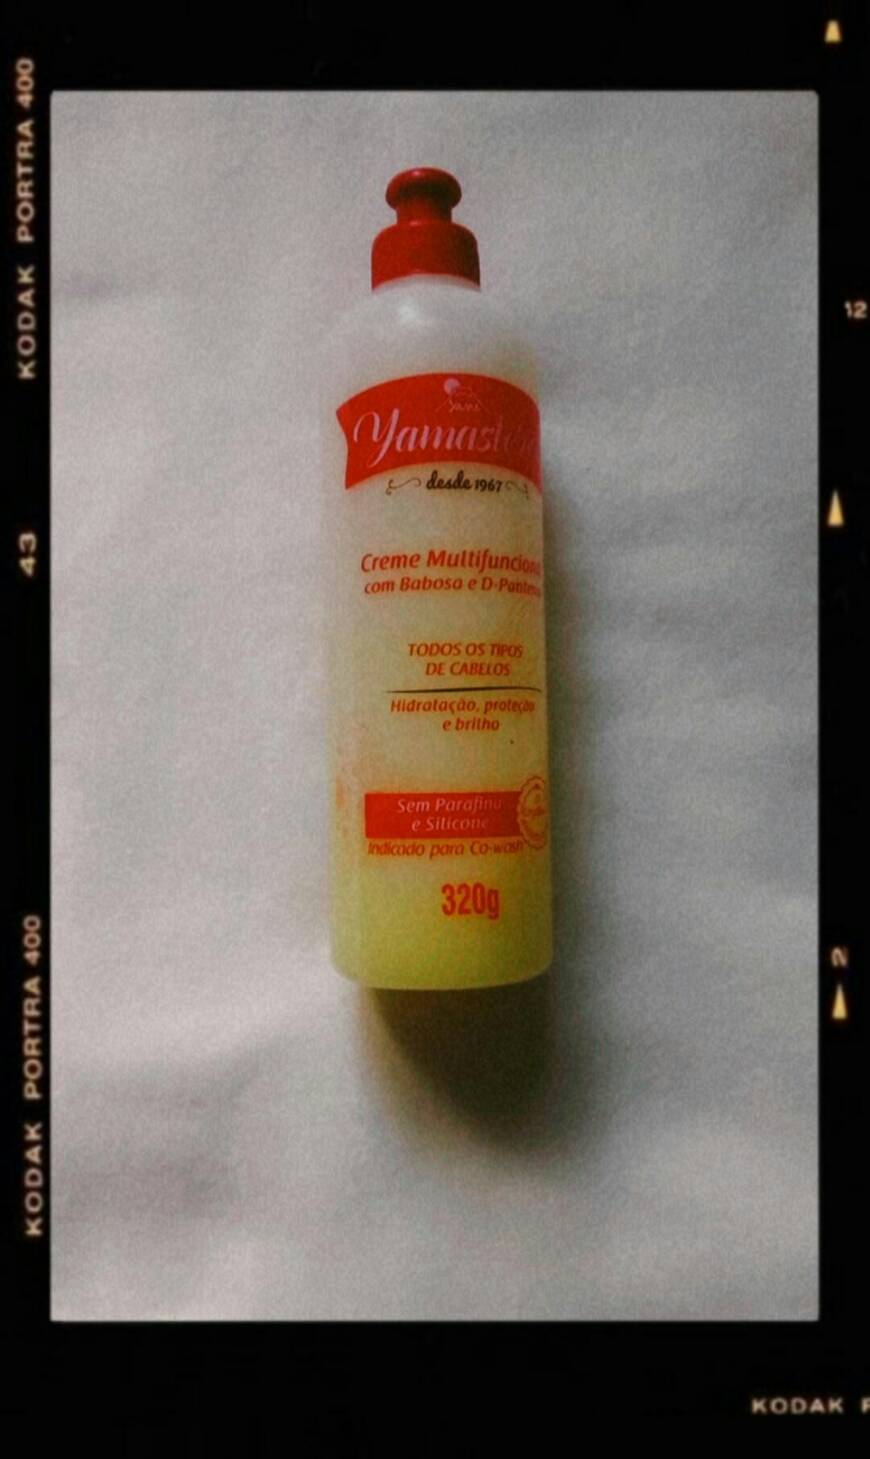 KODAK PORTRA 400
43
KODAK PORTRA 400
Yamá
desde 1967
Creme
com Babosa e
TODOS OS TIPOS
DE CABELOS
Hidratação, proteção
e brilho
Sem Parafina
e Silicone
Indicado para Co-wash
320g
12
2
KODAK